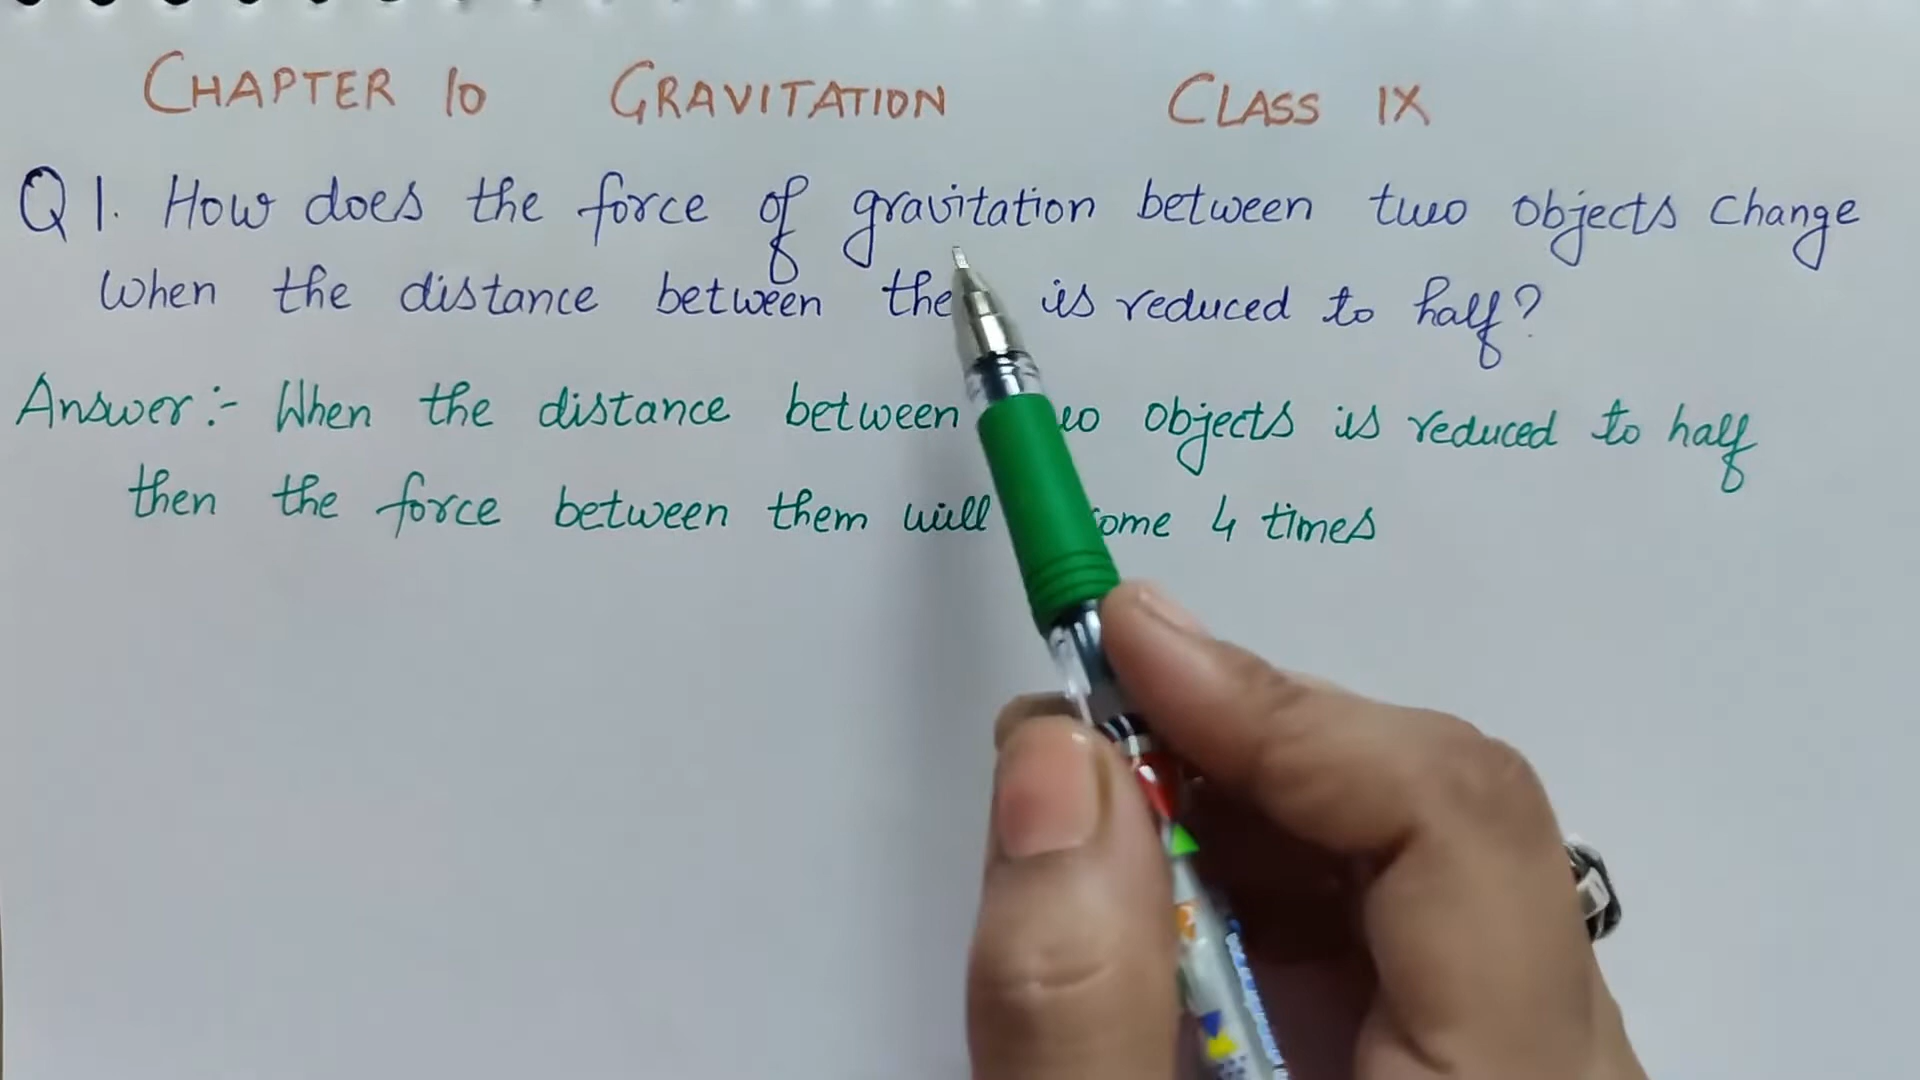 CHAPTER 10 GRAVITATION CLASS IX
Q1. How does the force of gravitation between two objects change
when the distance between the is reduced to half?
Answer:- When the distance between objects is reduced to half
then the force between them will 4 times